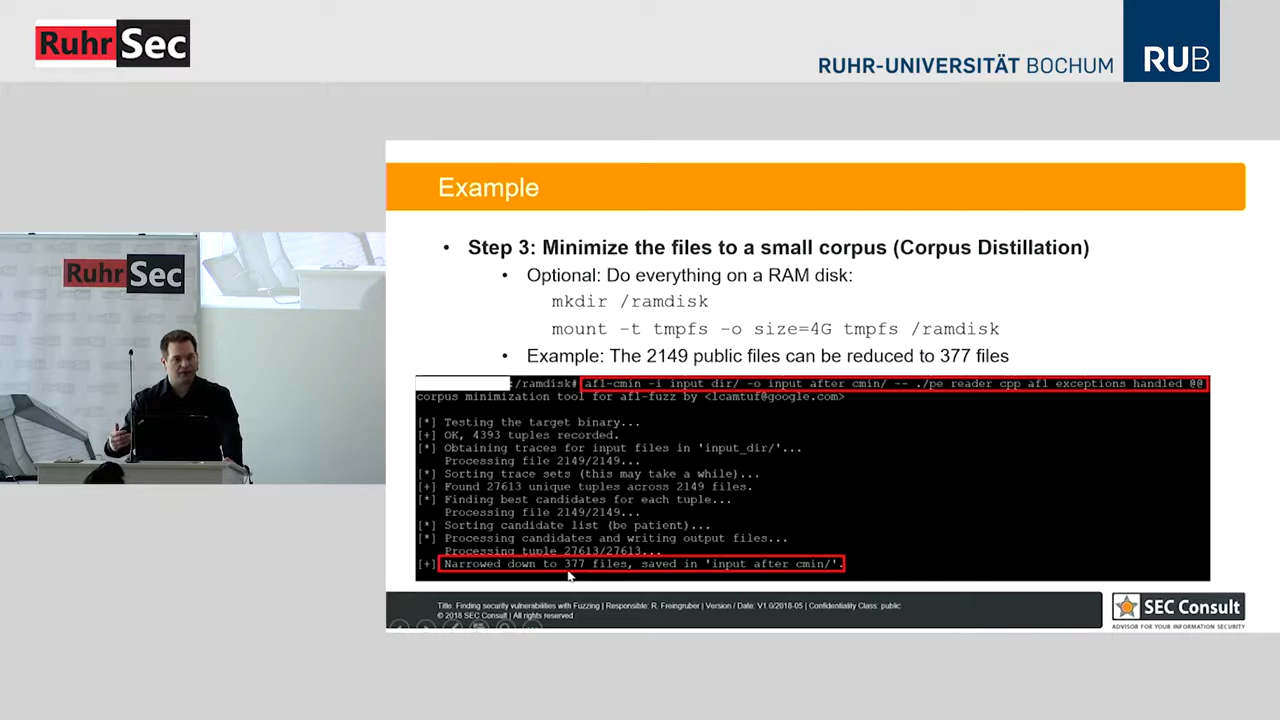 RuhrSec
RUHR-UNIVERSITÄT BOCHUM
RUB
RuhrSec
Example
• Step 3: Minimize the files to a small corpus (Corpus Distillation)
• Optional: Do everything on a RAM disk:
mkdir /ramdisk
mount -t tmpfs -o size=4G tmpfs /ramdisk
• Example: The 2149 public files can be reduced to 377 files
:/ramdisk# afl-cmin -i input_dir/ -o input_after_cmin/ -- ./pe_reader_cpp_afl_exceptions_handled @@
corpus minimization tool for afl-fuzz by <lcamtuf@google.com>
[*] Testing the target binary...
[+] OK, 4393 tuples recorded.
[*] Obtaining traces for input files in 'input_dir/'...
Processing file 2149/2149...
[*] Sorting trace sets (this may take a while)...
[+] Found 27613 unique tuples across 2149 files.
[*] Finding best candidates for each tuple...
Processing file 2149/2149...
[*] Sorting candidate list (be patient)...
[*] Processing candidates and writing output files...
Processing tuple 27613/27613...
[+] Narrowed down to 377 files, saved in 'input_after_cmin/'.
Title: Finding security vulnerabilities with Fuzzing | Responsible: R. Freingruber | Version / Date: V1.0/2018-05 | Confidentiality Class: public
© 2018 SEC Consult | All rights reserved
SEC Consult
ADVISOR FOR YOUR INFORMATION SECURITY